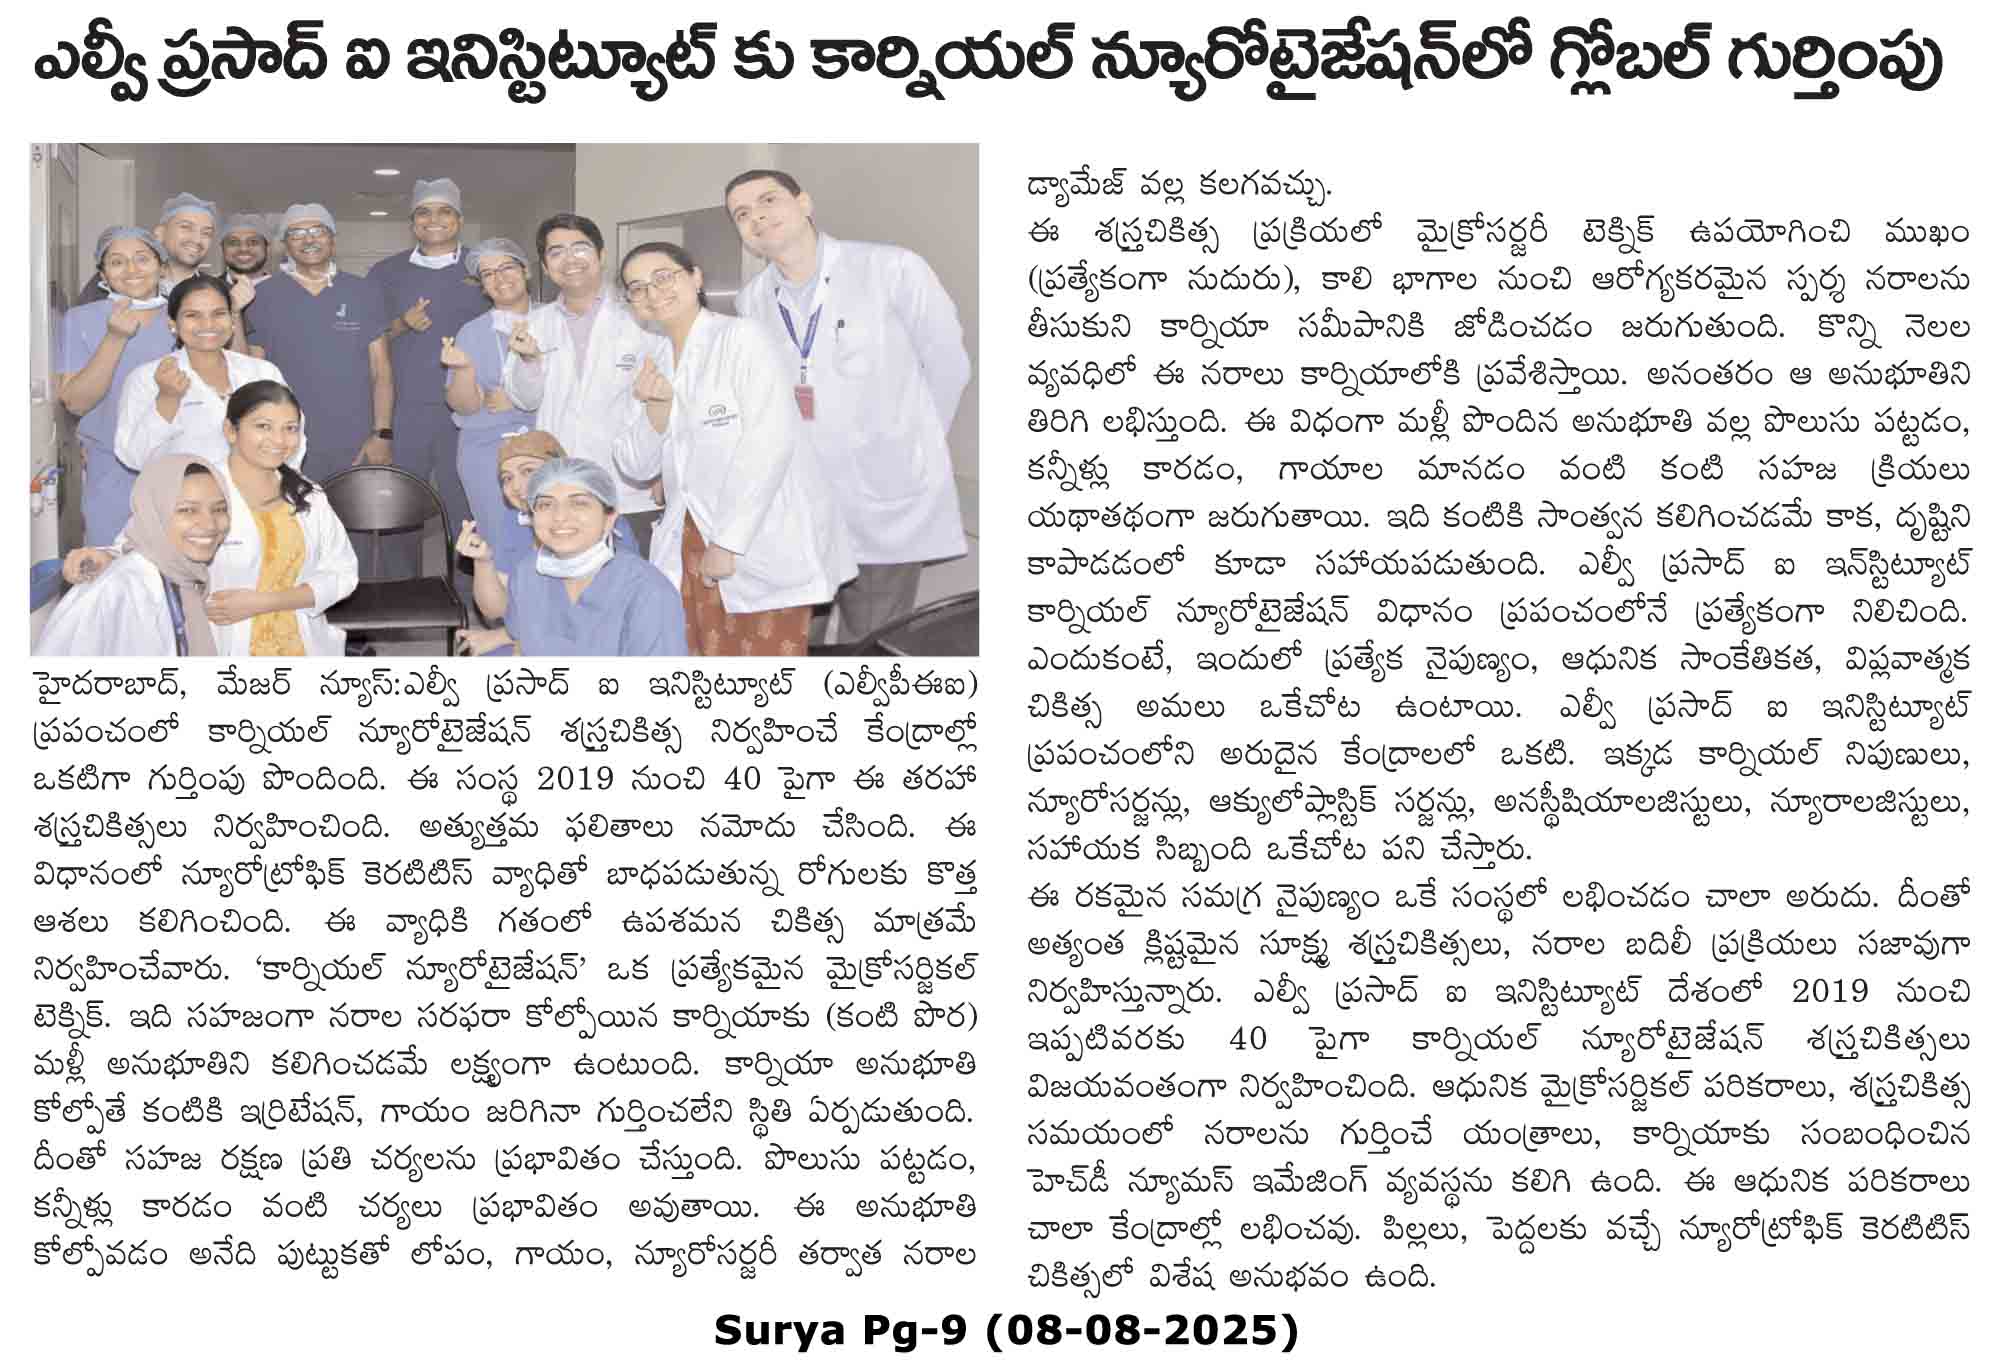 ఎల్వీ ప్రసాద్ ఐ ఇనిస్టిట్యూట్ కు కార్నియల్ న్యూరోటైజేషన్‌లో గ్లోబల్ గుర్తింపు
హైదరాబాద్, మేజర్ న్యూస్:ఎల్వీ ప్రసాద్ ఐ ఇనిస్టిట్యూట్ (ఎల్వీపీఈఐ)
ప్రపంచంలో కార్నియల్ న్యూరోటైజేషన్ శస్త్రచికిత్స నిర్వహించే కేంద్రాల్లో
ఒకటిగా గుర్తింపు పొందింది. ఈ సంస్థ 2019 నుంచి 40 పైగా ఈ తరహా
శస్త్రచికిత్సలు నిర్వహించింది. అత్యుత్తమ ఫలితాలు నమోదు చేసింది. ఈ
విధానంలో న్యూరోట్రోఫిక్ కెరటిటిస్ వ్యాధితో బాధపడుతున్న రోగులకు కొత్త
ఆశలు కలిగించింది. ఈ వ్యాధికి గతంలో ఉపశమన చికిత్స మాత్రమే
నిర్వహించేవారు. ‘కార్నియల్ న్యూరోటైజేషన్’ ఒక ప్రత్యేకమైన మైక్రోసర్జికల్
టెక్నిక్. ఇది సహజంగా నరాల సరఫరా కోల్పోయిన కార్నియాకు (కంటి పొర)
మళ్లీ అనుభూతిని కలిగించడమే లక్ష్యంగా ఉంటుంది. కార్నియా అనుభూతి
కోల్పోతే కంటికి ఇర్రిటేషన్, గాయం జరిగినా గుర్తించలేని స్థితి ఏర్పడుతుంది.
దీంతో సహజ రక్షణ ప్రతి చర్యలను ప్రభావితం చేస్తుంది. పొలుసు పట్టడం,
కన్నీళ్లు కారడం వంటి చర్యలు ప్రభావితం అవుతాయి. ఈ అనుభూతి
కోల్పోవడం అనేది పుట్టుకతో లోపం, గాయం, న్యూరోసర్జరీ తర్వాత నరాల
డ్యామేజ్ వల్ల కలగవచ్చు.
ఈ శస్త్రచికిత్స ప్రక్రియలో మైక్రోసర్జరీ టెక్నిక్ ఉపయోగించి ముఖం
(ప్రత్యేకంగా నుదురు), కాలి భాగాల నుంచి ఆరోగ్యకరమైన స్పర్శ నరాలను
తీసుకుని కార్నియా సమీపానికి జోడించడం జరుగుతుంది. కొన్ని నెలల
వ్యవధిలో ఈ నరాలు కార్నియాలోకి ప్రవేశిస్తాయి. అనంతరం ఆ అనుభూతిని
తిరిగి లభిస్తుంది. ఈ విధంగా మళ్లీ పొందిన అనుభూతి వల్ల పొలుసు పట్టడం,
కన్నీళ్లు కారడం, గాయాల మానడం వంటి కంటి సహజ క్రియలు
యథాతథంగా జరుగుతాయి. ఇది కంటికి సాంత్వన కలిగించడమే కాక, దృష్టిని
కాపాడడంలో కూడా సహాయపడుతుంది. ఎల్వీ ప్రసాద్ ఐ ఇన్‌స్టిట్యూట్
కార్నియల్ న్యూరోటైజేషన్ విధానం ప్రపంచంలోనే ప్రత్యేకంగా నిలిచింది.
ఎందుకంటే, ఇందులో ప్రత్యేక నైపుణ్యం, ఆధునిక సాంకేతికత, విప్లవాత్మక
చికిత్స అమలు ఒకేచోట ఉంటాయి. ఎల్వీ ప్రసాద్ ఐ ఇనిస్టిట్యూట్
ప్రపంచంలోని అరుదైన కేంద్రాలలో ఒకటి. ఇక్కడ కార్నియల్ నిపుణులు,
న్యూరోసర్జన్లు, ఆక్యులోప్లాస్టిక్ సర్జన్లు, అనస్థీషియాలజిస్టులు, న్యూరాలజిస్టులు,
సహాయక సిబ్బంది ఒకేచోట పని చేస్తారు.
ఈ రకమైన సమగ్ర నైపుణ్యం ఒకే సంస్థలో లభించడం చాలా అరుదు. దీంతో
అత్యంత క్లిష్టమైన సూక్ష్మ శస్త్రచికిత్సలు, నరాల బదిలీ ప్రక్రియలు సజావుగా
నిర్వహిస్తున్నారు. ఎల్వీ ప్రసాద్ ఐ ఇనిస్టిట్యూట్ దేశంలో 2019 నుంచి
ఇప్పటివరకు 40 పైగా కార్నియల్ న్యూరోటైజేషన్ శస్త్రచికిత్సలు
విజయవంతంగా నిర్వహించింది. ఆధునిక మైక్రోసర్జికల్ పరికరాలు, శస్త్రచికిత్స
సమయంలో నరాలను గుర్తించే యంత్రాలు, కార్నియాకు సంబంధించిన
హెచ్‌డీ న్యూమస్ ఇమేజింగ్ వ్యవస్థను కలిగి ఉంది. ఈ ఆధునిక పరికరాలు
చాలా కేంద్రాల్లో లభించవు. పిల్లలు, పెద్దలకు వచ్చే న్యూరోట్రోఫిక్ కెరటిటిస్
చికిత్సలో విశేష అనుభవం ఉంది.
Surya Pg-9 (08-08-2025)